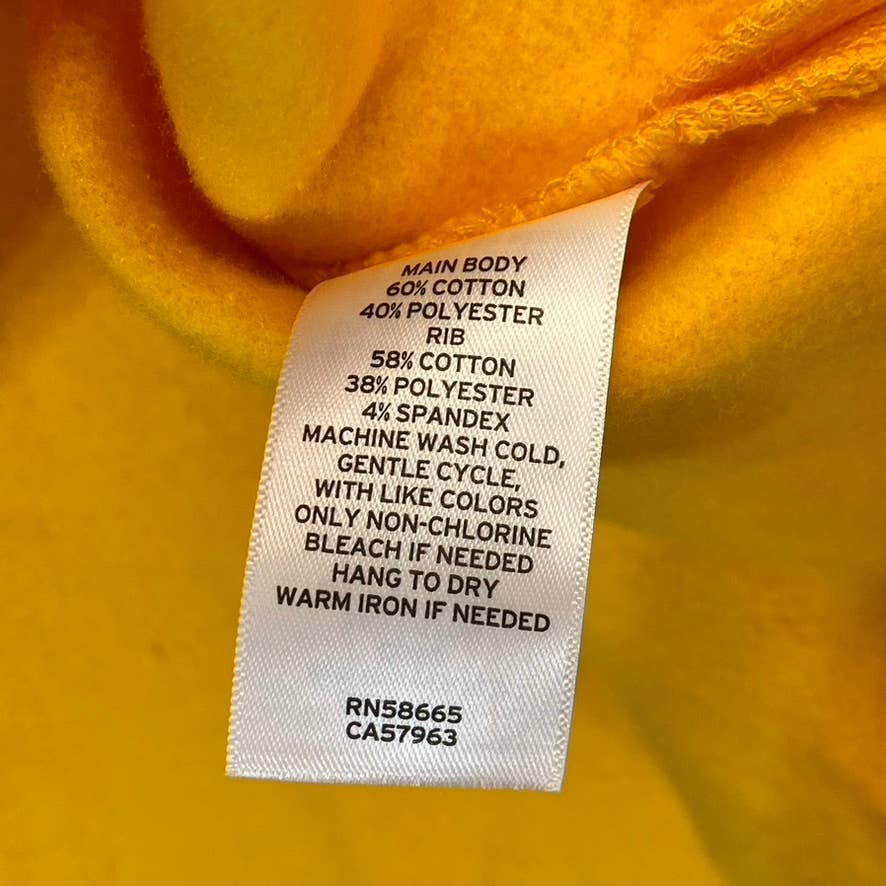 MAIN BODY
60% COTTON
40% POLYESTER
RIB
58% COTTON
38% POLYESTER
4% SPANDEX
MACHINE WASH COLD,
GENTLE CYCLE,
WITH LIKE COLORS
ONLY NON-CHLORINE
BLEACH IF NEEDED
HANG TO DRY
WARM IRON IF NEEDED
RN58665
CA57963